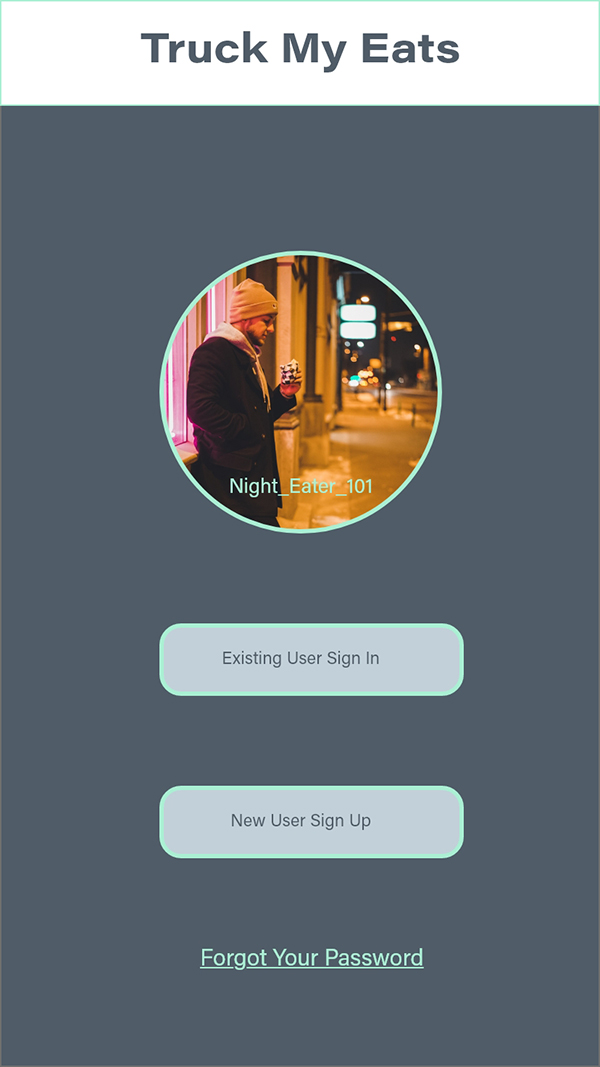 Truck My Eats
Night_Eater_101
Existing User Sign In
New User Sign Up
Forgot Your Password